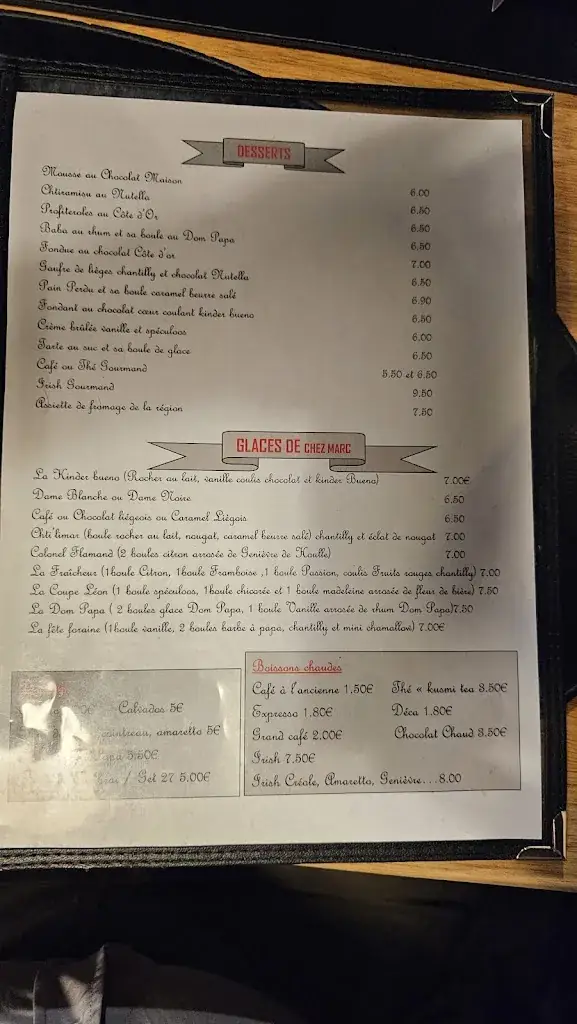 DESSERTS
Mousse au Chocolat Maison 6.00
Chtiramisu au Nutella 6.50
Profiteroles au Côte d'Or 6.50
Baba au rhum et sa boule au Dom Papa 6.50
Fondue au chocolat Côte d'or 7.00
Gaufre de lièges chantilly et chocolat Nutella 6.50
Pain Perdu et sa boule caramel beurre salé 6.90
Fondant au chocolat cœur coulant kinder bueno 6.50
Crème brûlée vanille et spéculoos 6.00
Tarte au suc et sa boule de glace 6.50
Café ou Thé Gourmand 5.50 et 6.50
Irish Gourmand 9.50
Assiette de fromage de la région 7.50
GLACES DE CHEZ MARC
La Kinder bueno (Rocher au lait, vanille coulis chocolat et kinder Bueno) 7.00€
Dame Blanche ou Dame Noire 6.50
Café ou Chocolat liégeois ou Caramel Liégois 6.50
Chti'limar (boule rocher au lait, nougat, caramel beurre salé) chantilly et éclat de nougat 7.00
Colonel Flamand (2 boules citron arrosée de Genièvre de Houlle) 7.00
La Fraîcheur (1boule Citron, 1boule Framboise ,1 boule Passion, coulis Fruits rouges chantilly) 7.00
La Coupe Léon (1 boule spéculoos, 1boule chicorée et 1 boule madeleine arrosée de fleur de bière) 7.50
La Dom Papa ( 2 boules glace Dom Papa, 1 boule Vanille arrosée de rhum Dom Papa)7.50
La fête foraine (1boule vanille, 2 boules barbe à papa, chantilly et mini chamallow) 7.00€
Calvados 5€
amaretto 5€
5.50€
/ Get 27 5.00€
Boissons chaudes
Café à l'ancienne 1,50€ Thé « kusmi tea 3.50€
Expresso 1.80€ Déca 1.80€
Grand café 2.00€ Chocolat Chaud 3.50€
Irish 7.50€
Irish Créole, Amaretto, Genièvre...8.00